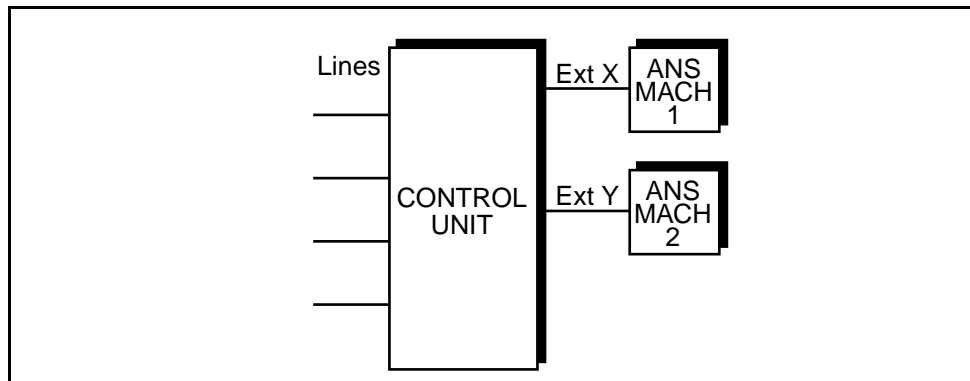 Lines
CONTROL
UNIT
Ext X
ANS
MACH
1
Ext Y
ANS
MACH
2